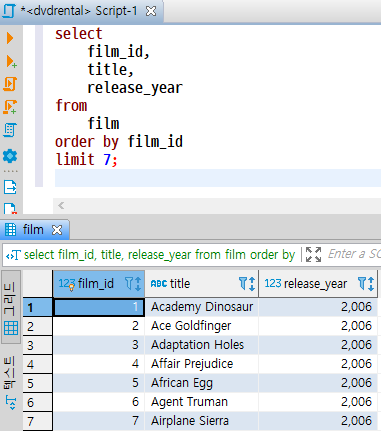 *<dvdrental> Script-1
select
film_id,
title,
release_year
from
film
order by film_id
limit 7;
film
select film_id, title, release_year from film order by
Enter a SC
그리드
텍스트
123 film_id ABC title 123 release_year
1 1 Academy Dinosaur 2,006
2 2 Ace Goldfinger 2,006
3 3 Adaptation Holes 2,006
4 4 Affair Prejudice 2,006
5 5 African Egg 2,006
6 6 Agent Truman 2,006
7 7 Airplane Sierra 2,006